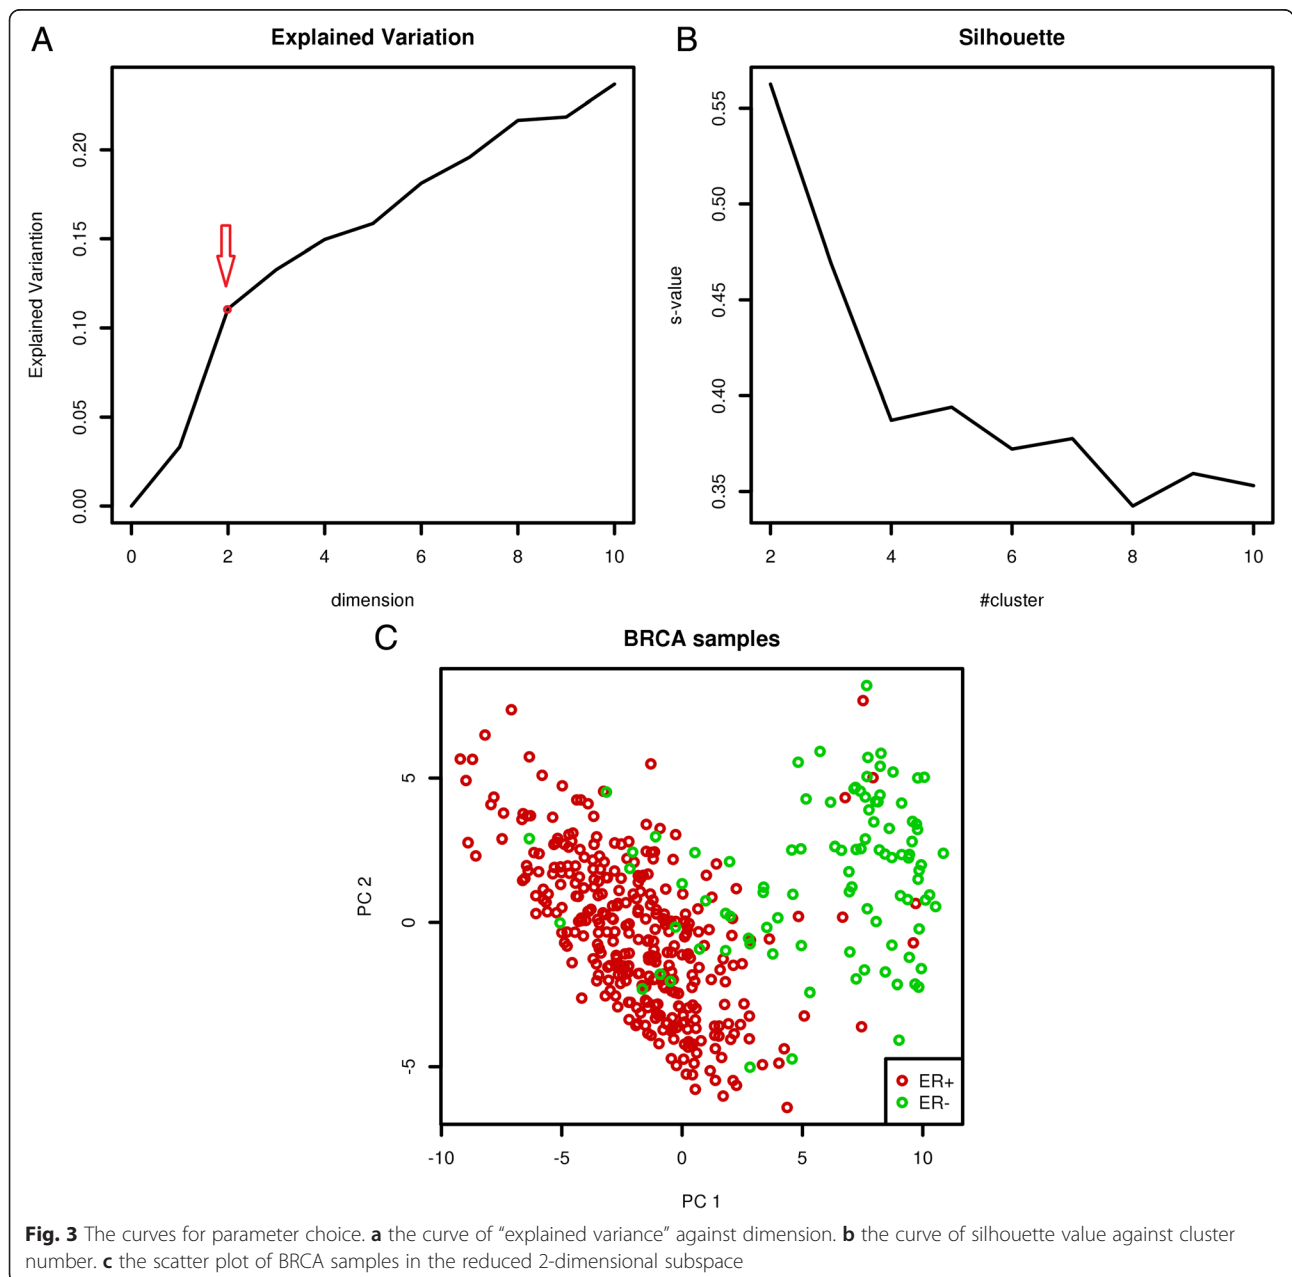 A
Explained Variation
Explained Variantion
0.00
0.05
0.10
0.15
0.20
0 2 4 6 8 10
dimension
B
Silhouette
s-value
0.35
0.40
0.45
0.50
0.55
2 4 6 8 10
#cluster
C
BRCA samples
PC 2
5
0
-5
ER+
ER-
-10 -5 0 5 10
PC 1
Fig. 3 The curves for parameter choice. a the curve of “explained variance” against dimension. b the curve of silhouette value against cluster
number. c the scatter plot of BRCA samples in the reduced 2-dimensional subspace